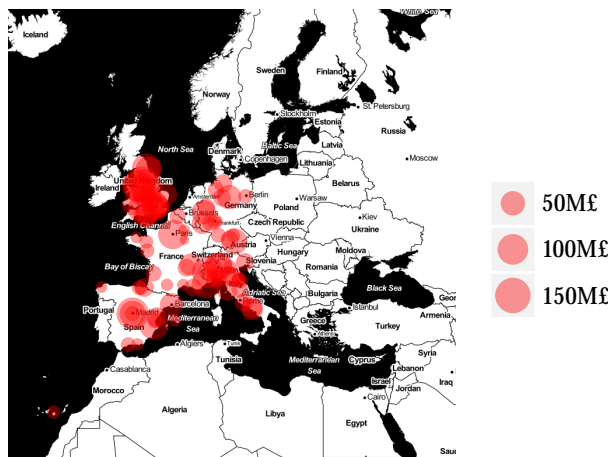 White Sea
Iceland
Finland
Sweden
Norway
St. Petersburg
Stockholm
Estonia
Russia
North Sea
Baltic Sea
Latvia
Denmark
Copenhagen
Lithuania
Moscow
United Kingdom
Ireland
Belarus
Amsterdam
Berlin
Poland
Warsaw
Germany
Brussels
English Channel
Frankfurt
Czech Republic
Kiev
Ukraine
Paris
Vienna
Austria
France
Switzerland
Hungary
Moldova
Slovenia
Bay of Biscay
Romania
Black Sea
Adriatic Sea
Bulgaria
Barcelona
Rome
Istanbul
Geor
Portugal
Madrid
Mediterranean
Sea
Armenia
Spain
Greece
Turkey
Athens
Algiers
Tunis
Tunisia
Mediterranean
Sea
Cyprus
Syria
Casablanca
Lebanon
Israel
Iraq
Morocco
Jordan
Cairo
Algeria
Libya
Egypt
Sauc
50M£
100M£
150M£